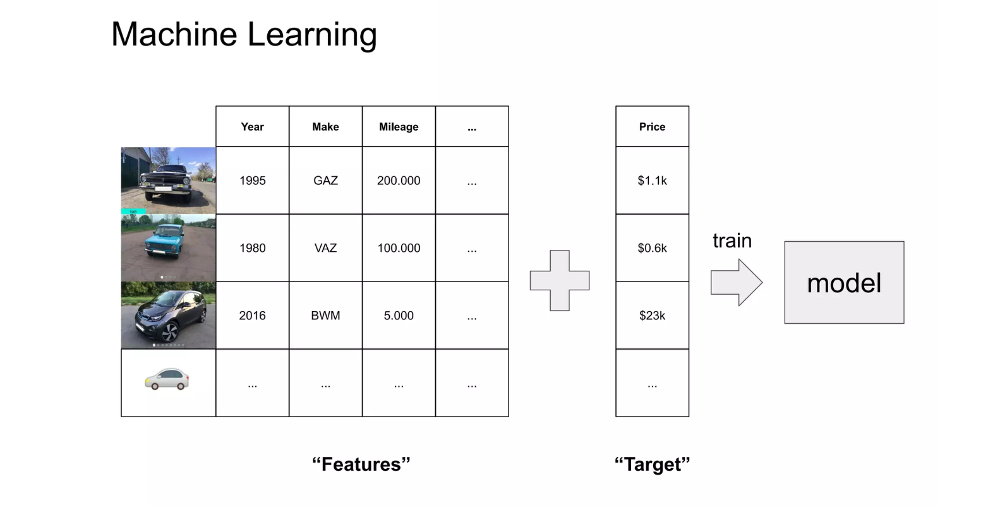 Machine Learning
Year Make Mileage ...
1995 GAZ 200.000 ...
1980 VAZ 100.000 ...
2016 BWM 5.000 ...
... ... ... ...
Price
$1.1k
$0.6k
$23k
...
train
model
“Features”
“Target”